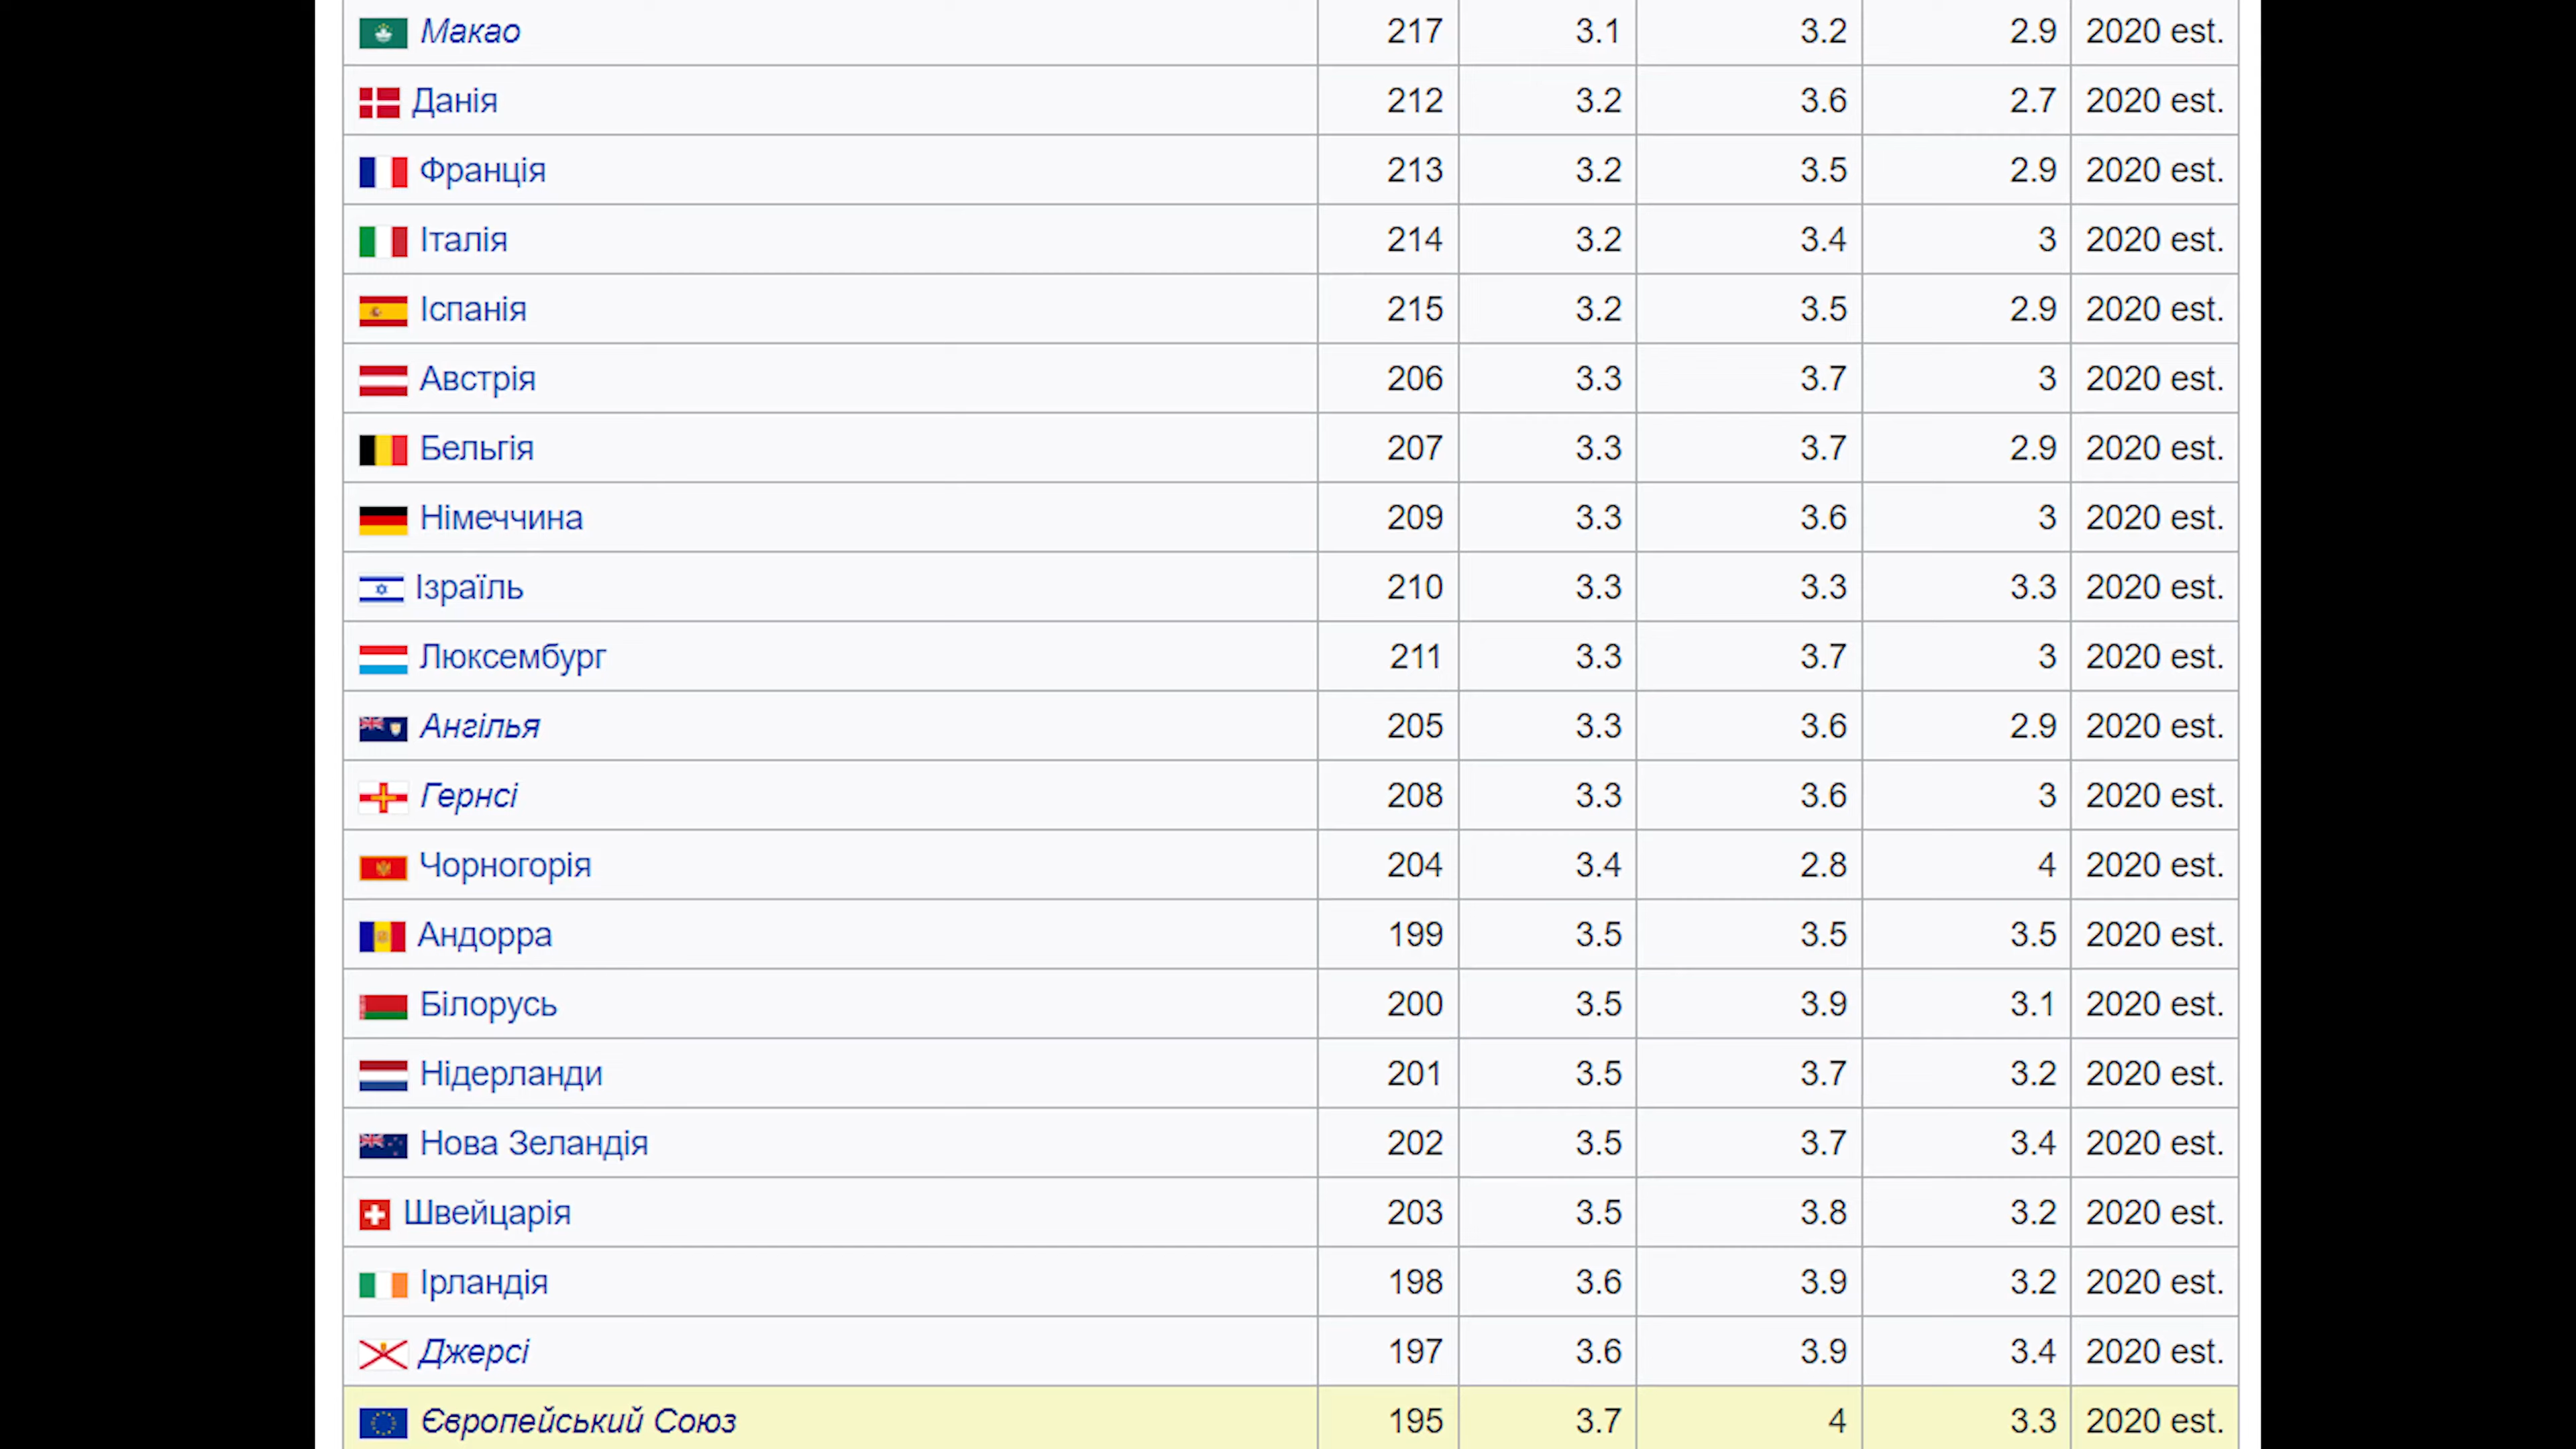 Макао 217 3.1 3.2 2.9 2020 est.
Данія 212 3.2 3.6 2.7 2020 est.
Франція 213 3.2 3.5 2.9 2020 est.
Італія 214 3.2 3.4 3 2020 est.
Іспанія 215 3.2 3.5 2.9 2020 est.
Австрія 206 3.3 3.7 3 2020 est.
Бельгія 207 3.3 3.7 2.9 2020 est.
Німеччина 209 3.3 3.6 3 2020 est.
Ізраїль 210 3.3 3.3 3.3 2020 est.
Люксембург 211 3.3 3.7 3 2020 est.
Ангілья 205 3.3 3.6 2.9 2020 est.
Гернсі 208 3.3 3.6 3 2020 est.
Чорногорія 204 3.4 2.8 4 2020 est.
Андорра 199 3.5 3.5 3.5 2020 est.
Білорусь 200 3.5 3.9 3.1 2020 est.
Нідерланди 201 3.5 3.7 3.2 2020 est.
Нова Зеландія 202 3.5 3.7 3.4 2020 est.
Швейцарія 203 3.5 3.8 3.2 2020 est.
Ірландія 198 3.6 3.9 3.2 2020 est.
Джерсі 197 3.6 3.9 3.4 2020 est.
Європейський Союз 195 3.7 4 3.3 2020 est.